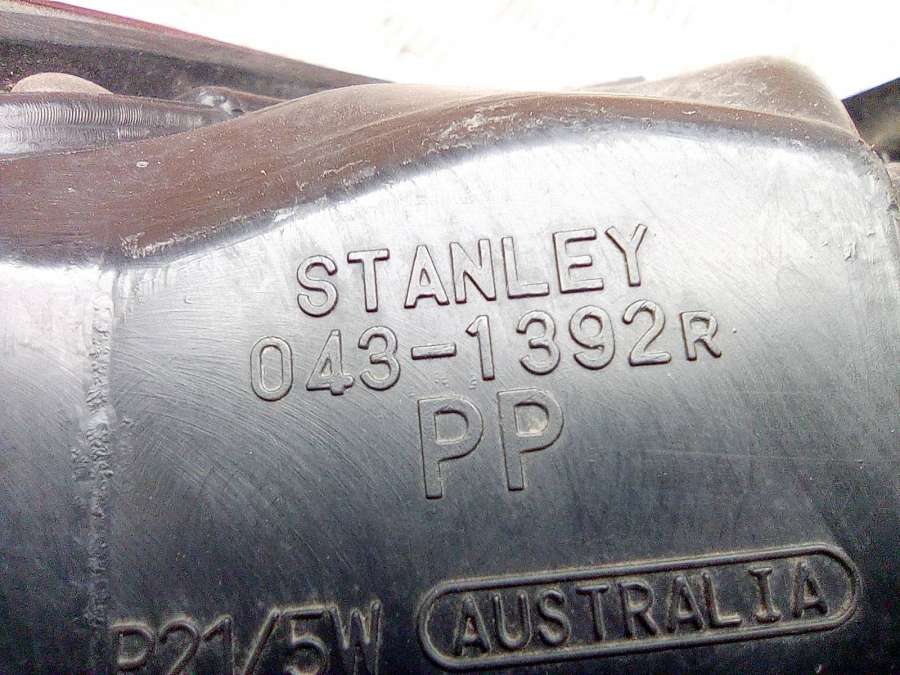 STANLEY
043-1392R
PP
P21/5W
AUSTRALIA